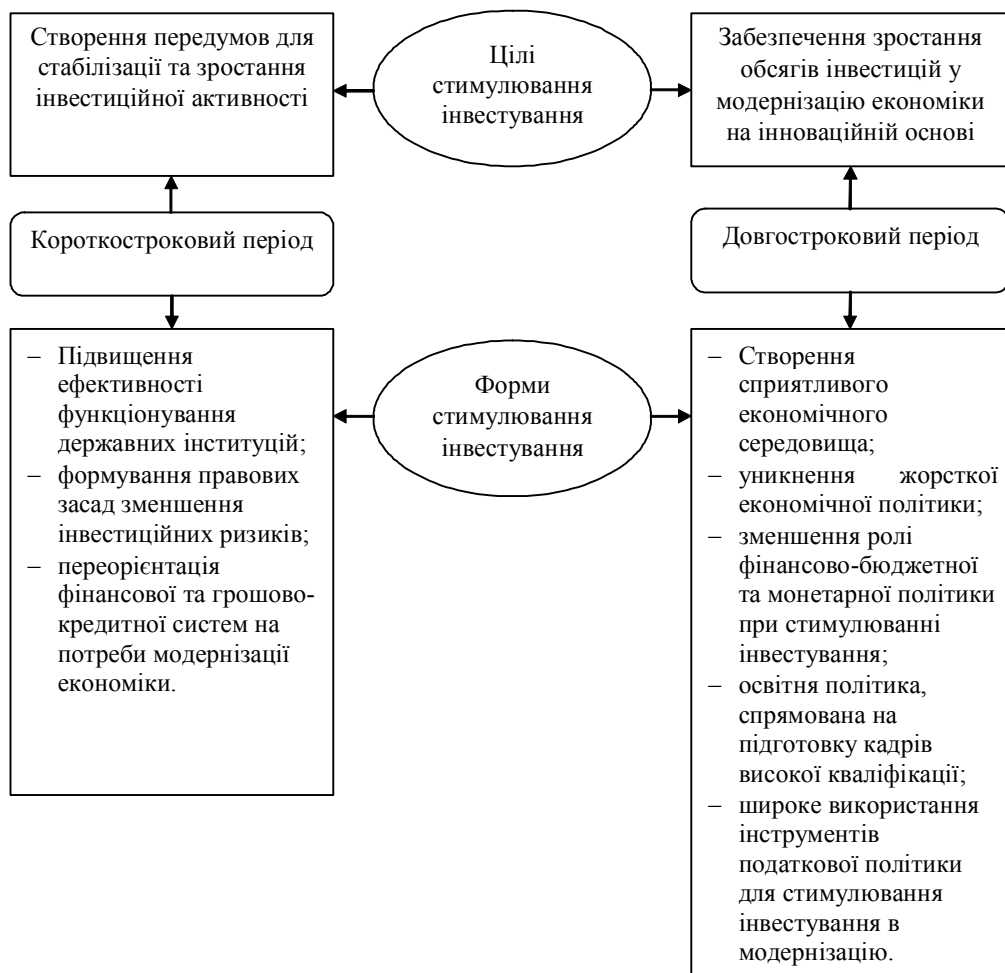 Створення передумов для
стабілізації та зростання
інвестиційної активності
Цілі
стимулювання
інвестування
Забезпечення зростання
обсягів інвестицій у
модернізацію економіки
на інноваційній основі
Короткостроковий період
Довгостроковий період
– Підвищення
ефективності
функціонування
державних інституцій;
– формування правових
засад зменшення
інвестиційних ризиків;
– переорієнтація
фінансової та грошово-
кредитної систем на
потреби модернізації
економіки.
Форми
стимулювання
інвестування
– Створення
сприятливого
економічного
середовища;
– уникнення жорсткої
економічної політики;
– зменшення ролі
фінансово-бюджетної
та монетарної політики
при стимулюванні
інвестування;
– освітня політика,
спрямована на
підготовку кадрів
високої кваліфікації;
– широке використання
інструментів
податкової політики
для стимулювання
інвестування в
модернізацію.